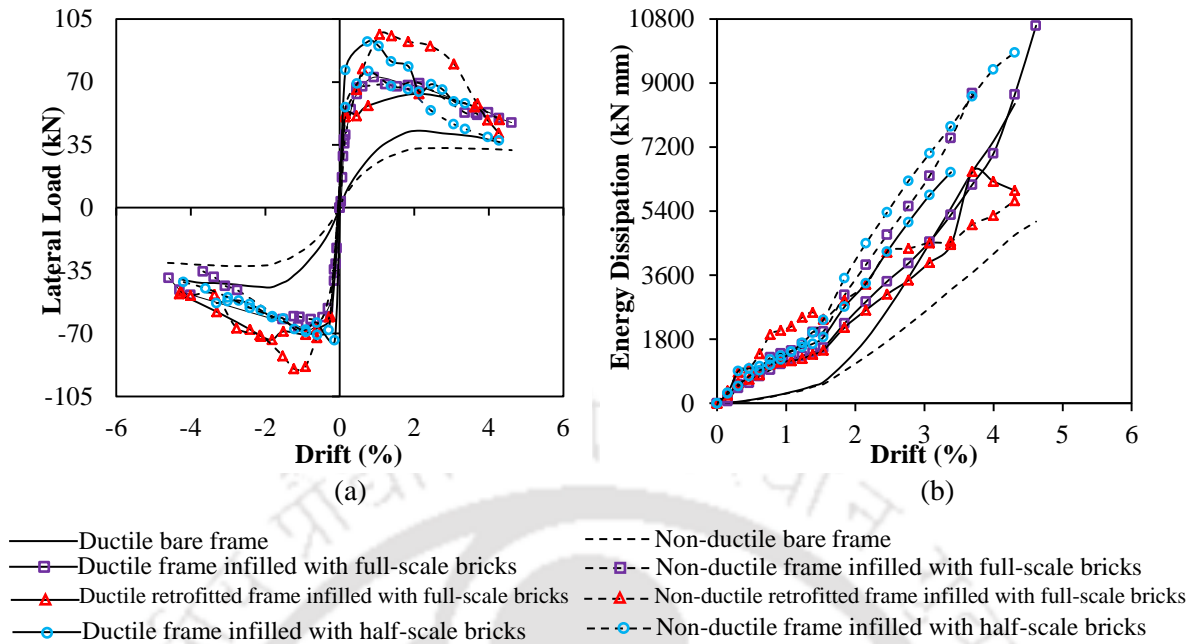 105
70
35
0
-35
-70
-105
-6 -4 -2 0 2 4 6
Lateral Load (kN)
Drift (%)
(a)
10800
9000
7200
5400
3600
1800
0
0 1 2 3 4 5 6
Energy Dissipation (kN mm)
Drift (%)
(b)
Ductile bare frame
Ductile frame infilled with full-scale bricks
Ductile retrofitted frame infilled with full-scale bricks
Ductile frame infilled with half-scale bricks
Non-ductile bare frame
Non-ductile frame infilled with full-scale bricks
Non-ductile retrofitted frame infilled with full-scale bricks
Non-ductile frame infilled with half-scale bricks